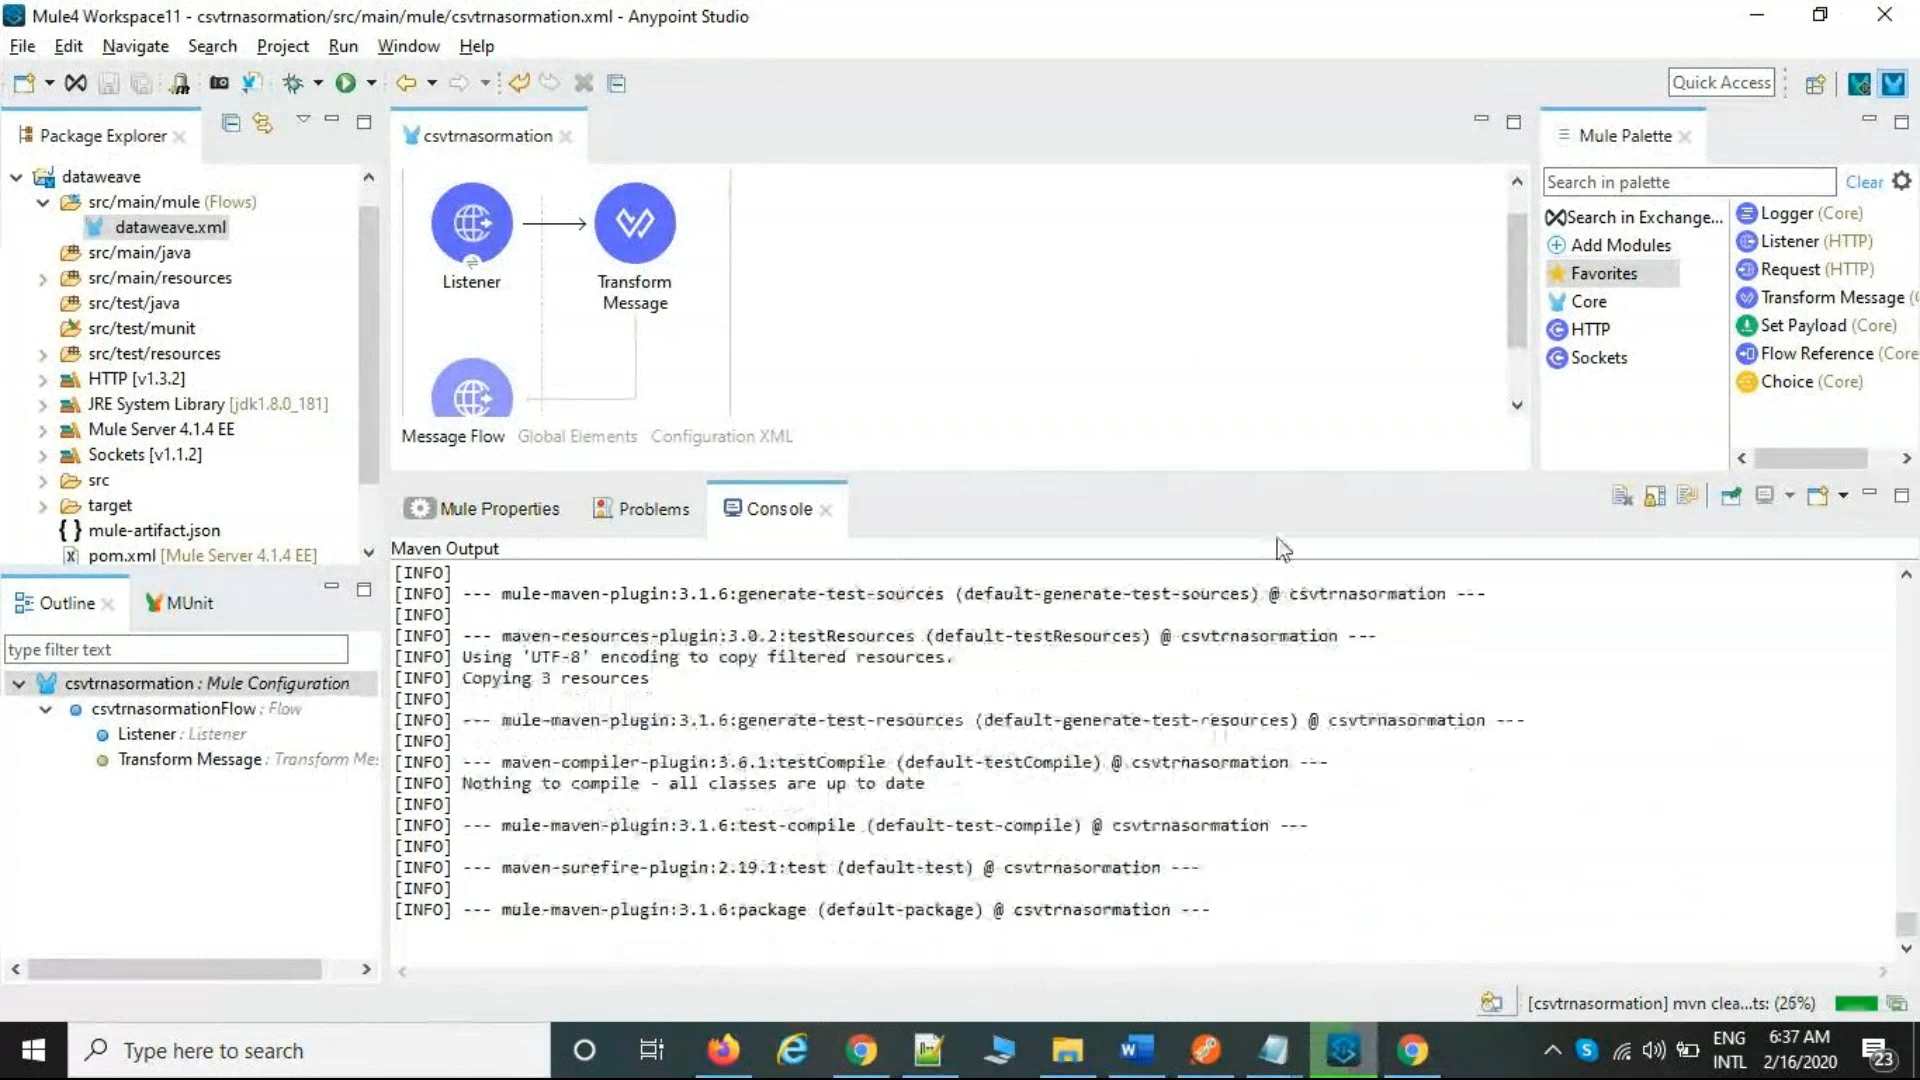 Mule4 Workspace11 - csvtrnasormation/src/main/mule/csvtrnasormation.xml - Anypoint Studio
File Edit Navigate Search Project Run Window Help
Quick Access
Package Explorer
dataweave
src/main/mule (Flows)
dataweave.xml
src/main/java
src/main/resources
src/test/java
src/test/munit
src/test/resources
HTTP [v1.3.2]
JRE System Library [jdk1.8.0_181]
Mule Server 4.1.4 EE
Sockets [v1.1.2]
src
target
mule-artifact.json
pom.xml [Mule Server 4.1.4 EE]
csvtrnasormation
Listener
Transform
Message
Message Flow Global Elements Configuration XML
Mule Palette
Search in palette
Clear
Search in Exchange...
Add Modules
Favorites
Core
HTTP
Sockets
Logger (Core)
Listener (HTTP)
Request (HTTP)
Transform Message (
Set Payload (Core)
Flow Reference (Core
Choice (Core)
Outline
MUnit
type filter text
csvtrnasormation : Mule Configuration
csvtrnasormationFlow : Flow
Listener : Listener
Transform Message : Transform Mes
Mule Properties
Problems
Console
Maven Output
[INFO]
[INFO] --- mule-maven-plugin:3.1.6:generate-test-sources (default-generate-test-sources) @ csvtrnasormation ---
[INFO]
[INFO] --- maven-resources-plugin:3.0.2:testResources (default-testResources) @ csvtrnasormation ---
[INFO] Using 'UTF-8' encoding to copy filtered resources.
[INFO] Copying 3 resources
[INFO]
[INFO] --- mule-maven-plugin:3.1.6:generate-test-resources (default-generate-test-resources) @ csvtrnasormation ---
[INFO]
[INFO] --- maven-compiler-plugin:3.6.1:testCompile (default-testCompile) @ csvtrnasormation ---
[INFO] Nothing to compile - all classes are up to date
[INFO]
[INFO] --- mule-maven-plugin:3.1.6:test-compile (default-test-compile) @ csvtrnasormation ---
[INFO]
[INFO] --- maven-surefire-plugin:2.19.1:test (default-test) @ csvtrnasormation ---
[INFO]
[INFO] --- mule-maven-plugin:3.1.6:package (default-package) @ csvtrnasormation ---
[csvtrnasormation] mvn clea...ts: (26%)
Type here to search
ENG
INTL
6:37 AM
2/16/2020
23